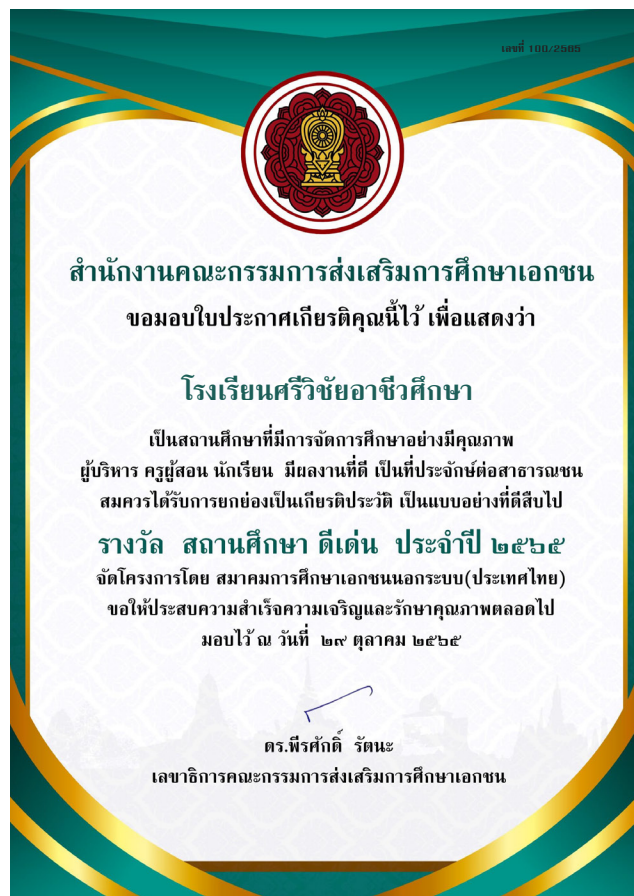 เลขที่ 100/2565
สำนักงานคณะกรรมการส่งเสริมการศึกษาเอกชน
ขอมอบใบประกาศเกียรติคุณนี้ไว้ เพื่อแสดงว่า
โรงเรียนศรีวิชัยอาชีวศึกษา
เป็นสถานศึกษาที่มีการจัดการศึกษาอย่างมีคุณภาพ
ผู้บริหาร ครูผู้สอน นักเรียน มีผลงานที่ดี เป็นที่ประจักษ์ต่อสาธารณชน
สมควรได้รับการยกย่องเป็นเกียรติประวัติ เป็นแบบอย่างที่ดีสืบไป
รางวัล สถานศึกษา ดีเด่น ประจำปี ๒๕๖๕
จัดโครงการโดย สมาคมการศึกษาเอกชนนอกระบบ(ประเทศไทย)
ขอให้ประสบความสำเร็จความเจริญและรักษาคุณภาพตลอดไป
มอบไว้ ณ วันที่ ๒๙ ตุลาคม ๒๕๖๕
ดร.พีรศักดิ์ รัตนะ
เลขาธิการคณะกรรมการส่งเสริมการศึกษาเอกชน